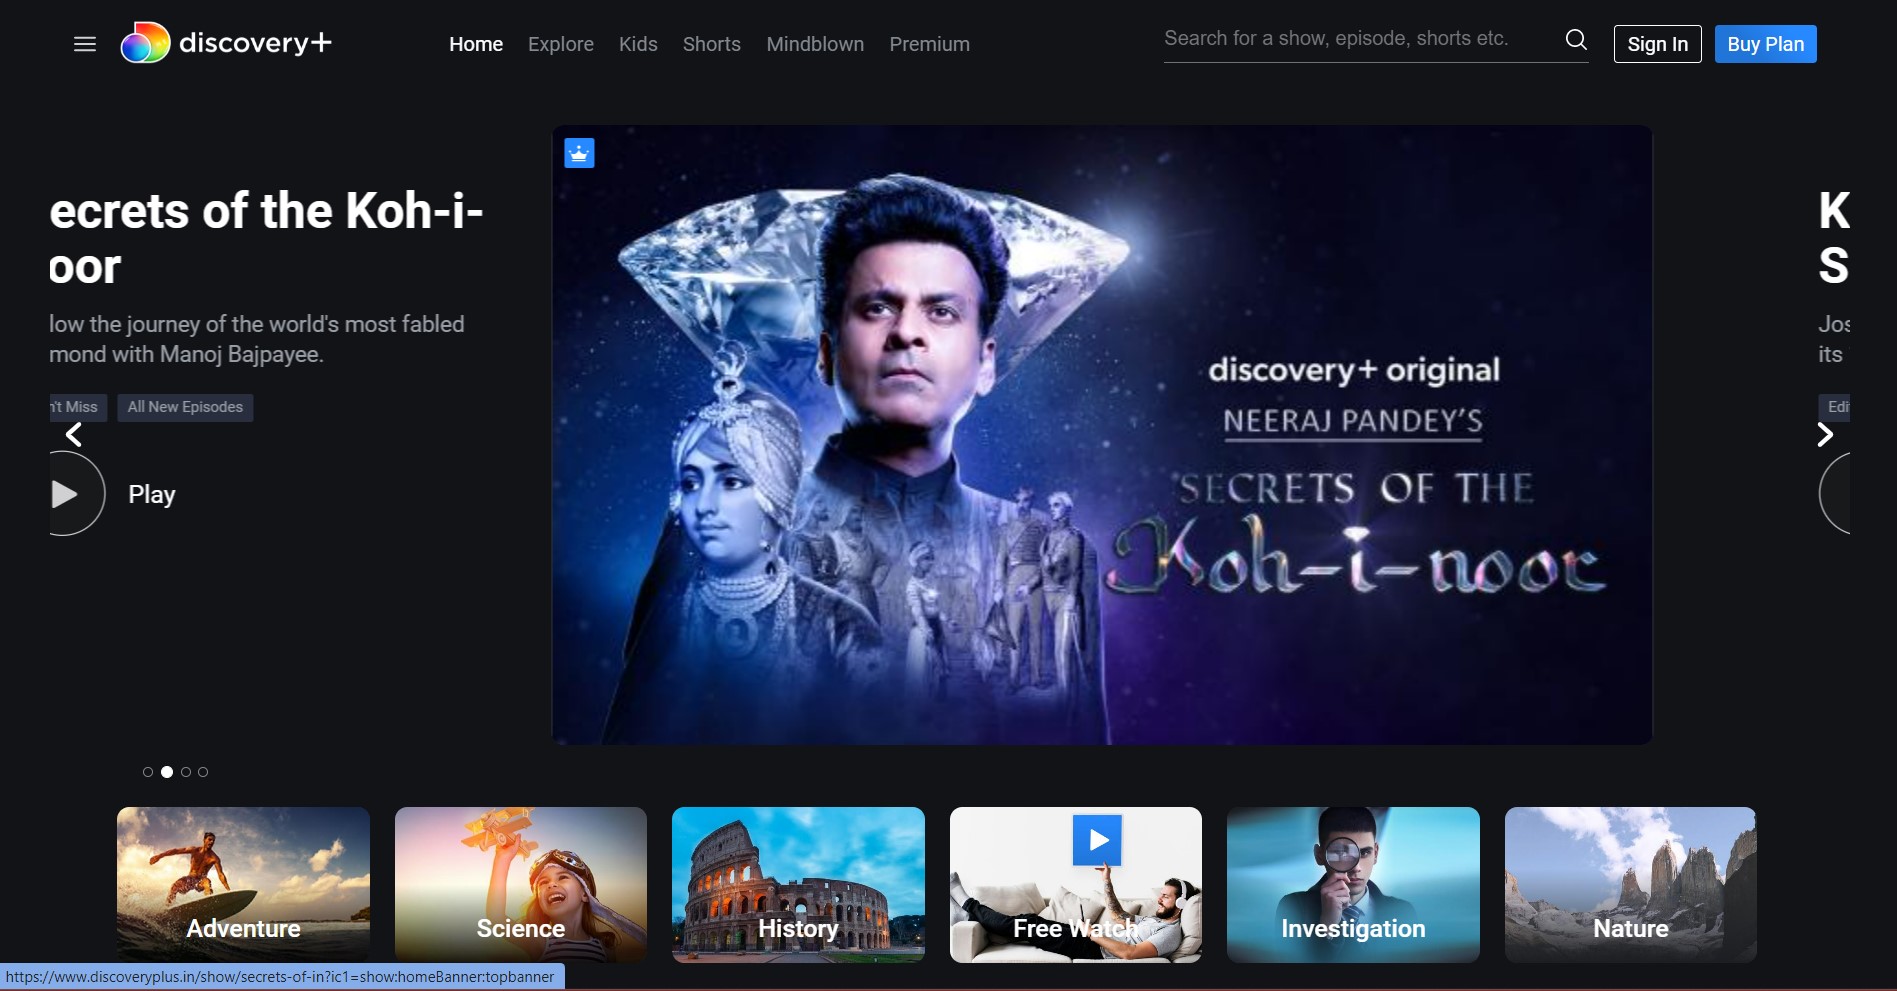 discovery+
Home Explore Kids Shorts Mindblown Premium
Search for a show, episode, shorts etc.
Sign In
Buy Plan
ecrets of the Koh-i-
oor
low the journey of the world's most fabled
mond with Manoj Bajpayee.
n't Miss
All New Episodes
Play
discovery+ original
NEERAJ PANDEY'S
SECRETS OF THE
Koh-i-noor
K
S
Jos
its
Edi
Adventure
Science
History
Free Watch
Investigation
Nature
https://www.discoveryplus.in/show/secrets-of-in?ic1=show:homeBanner:topbanner